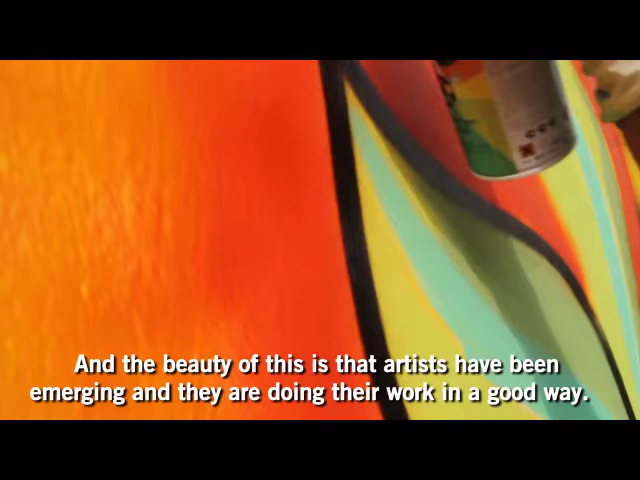 And the beauty of this is that artists have been
emerging and they are doing their work in a good way.